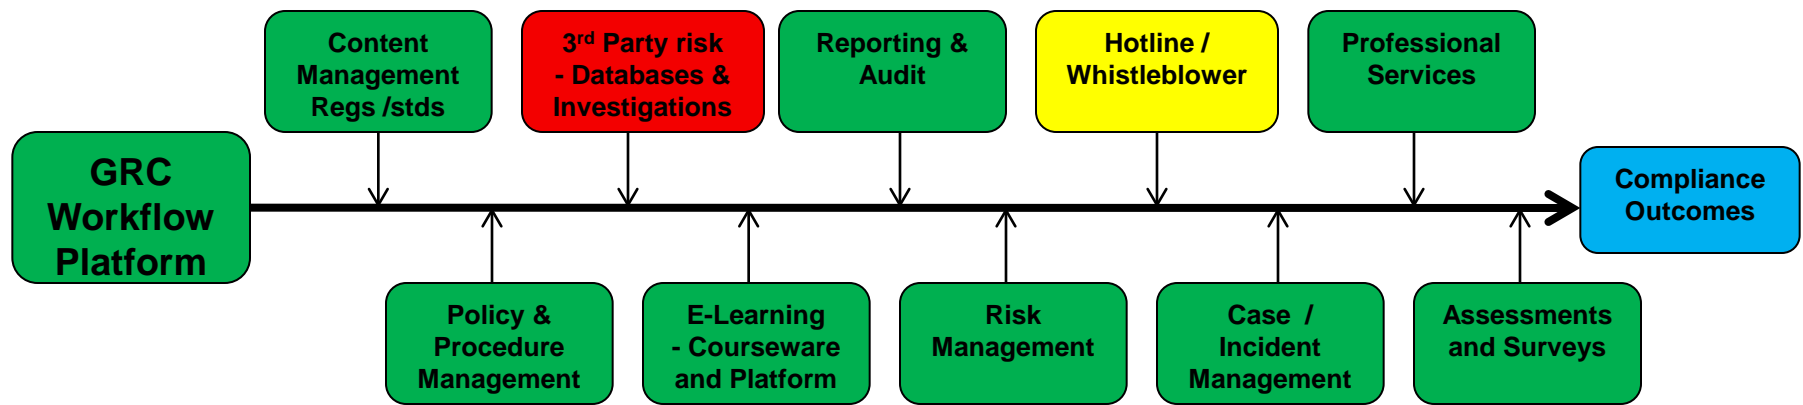 Content
Management
Regs /stds
3rd Party risk
- Databases &
Investigations
Reporting &
Audit
Hotline /
Whistleblower
Professional
Services
GRC
Workflow
Platform
Compliance
Outcomes
Policy &
Procedure
Management
E-Learning
- Courseware
and Platform
Risk
Management
Case /
Incident
Management
Assessments
and Surveys